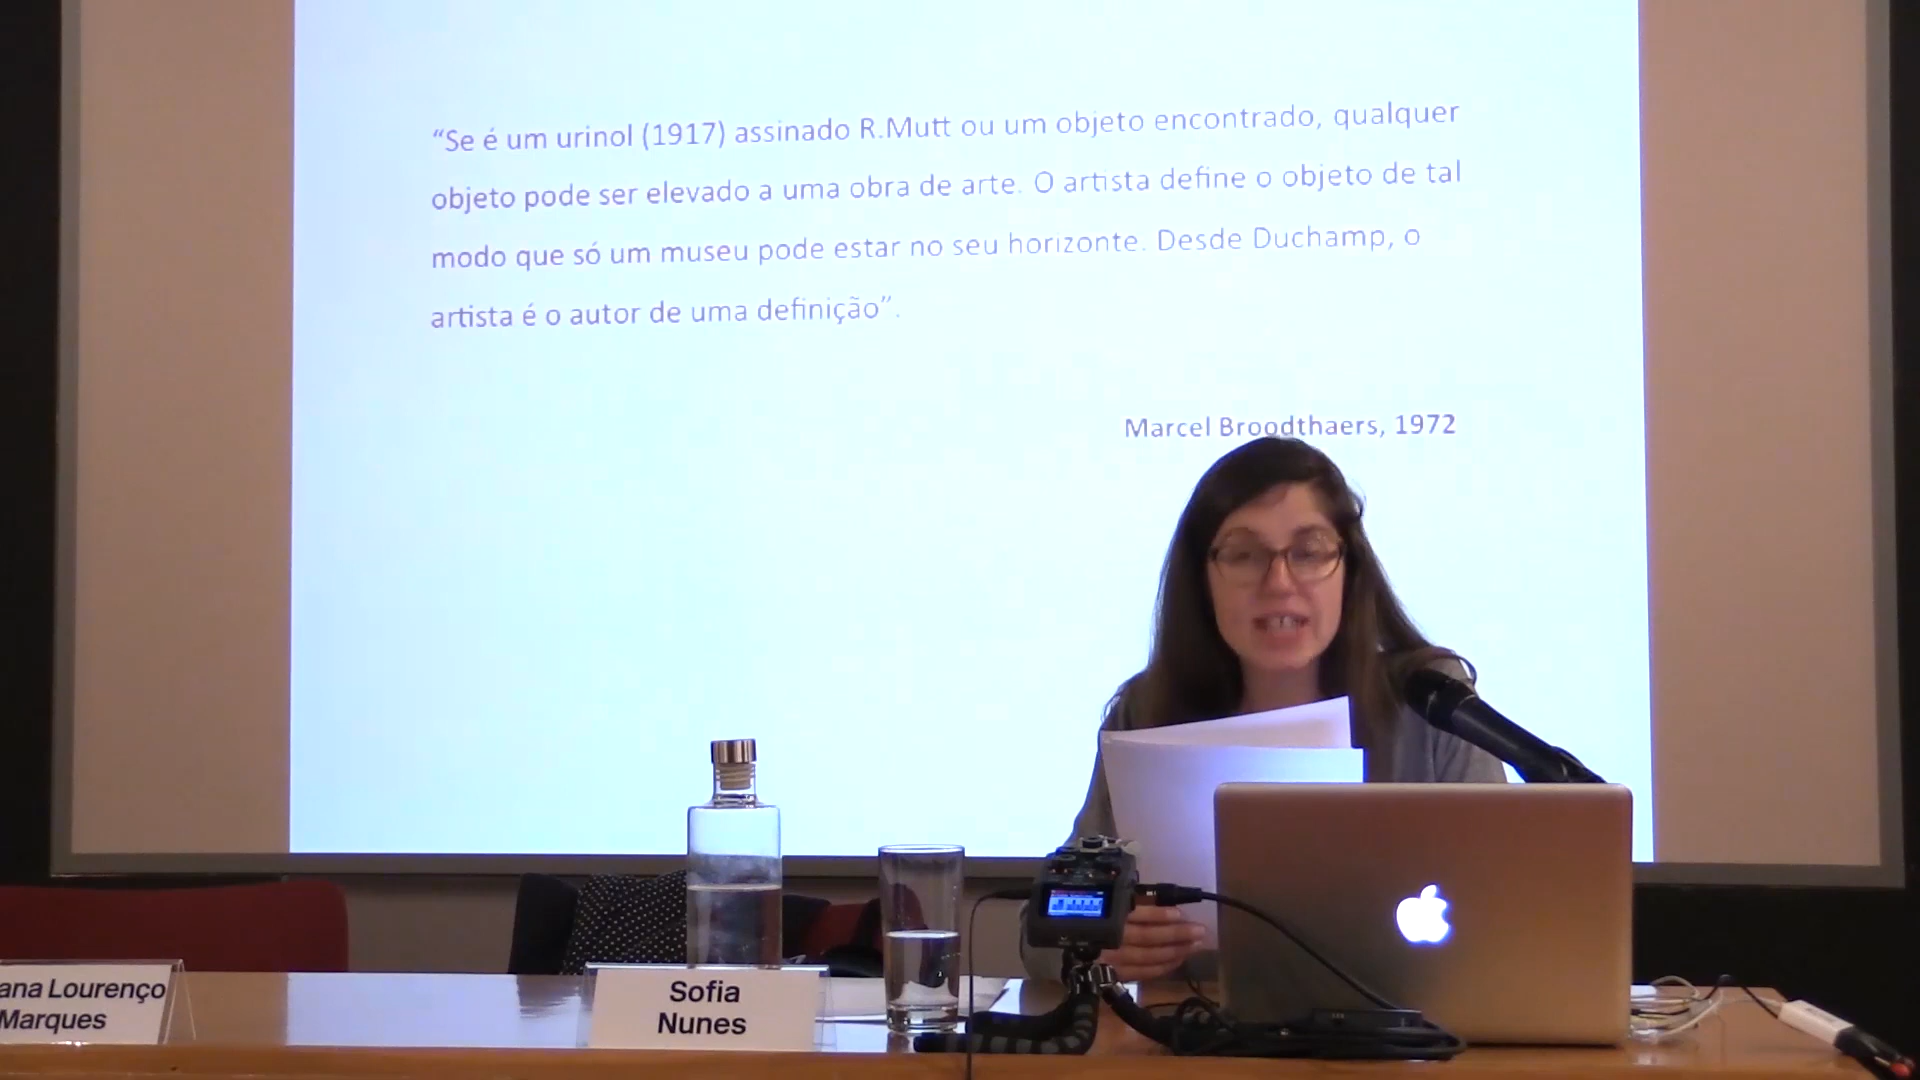 “Se é um urinol (1917) assinado R.Mutt ou um objeto encontrado, qualquer
objeto pode ser elevado a uma obra de arte. O artista define o objeto de tal
modo que só um museu pode estar no seu horizonte. Desde Duchamp, o
artista é o autor de uma definição”.
Marcel Broodthaers, 1972
ana Lourenço
Marques
Sofia
Nunes